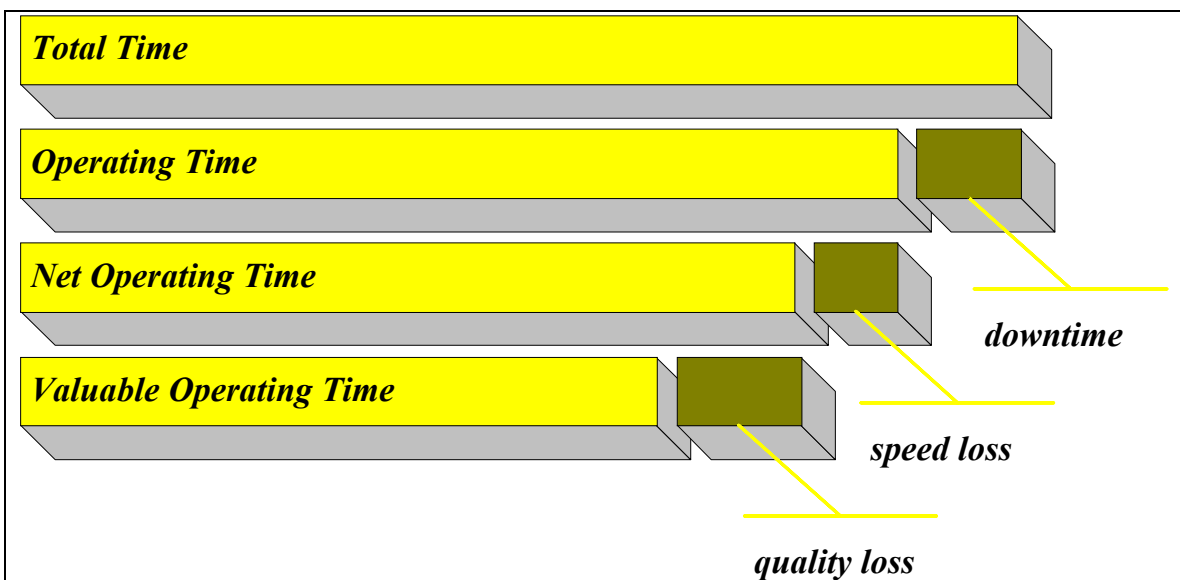 Total Time
Operating Time
Net Operating Time
downtime
Valuable Operating Time
speed loss
quality loss